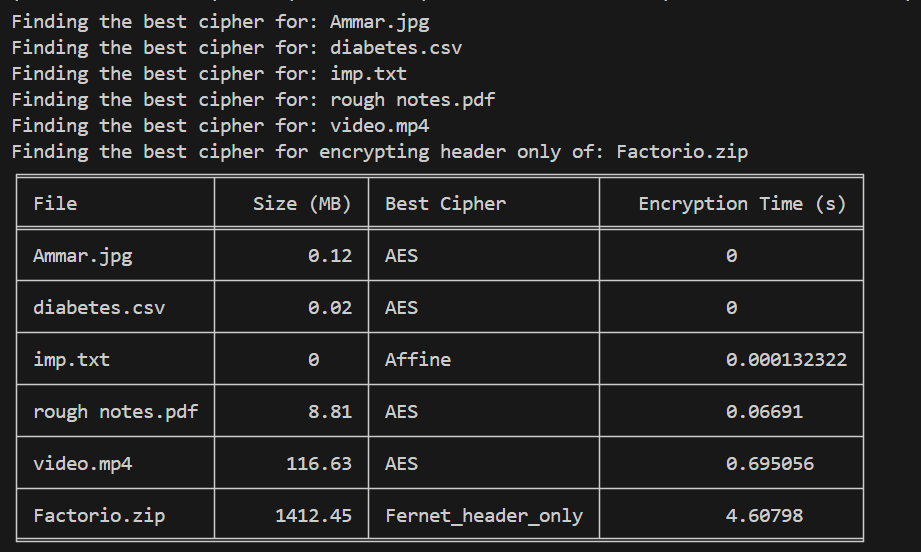 Finding the best cipher for: Ammar.jpg
Finding the best cipher for: diabetes.csv
Finding the best cipher for: imp.txt
Finding the best cipher for: rough notes.pdf
Finding the best cipher for: video.mp4
Finding the best cipher for encrypting header only of: Factorio.zip
File Size (MB) Best Cipher Encryption Time (s)
Ammar.jpg 0.12 AES 0
diabetes.csv 0.02 AES 0
imp.txt 0 Affine 0.000132322
rough notes.pdf 8.81 AES 0.06691
video.mp4 116.63 AES 0.695056
Factorio.zip 1412.45 Fernet_header_only 4.60798